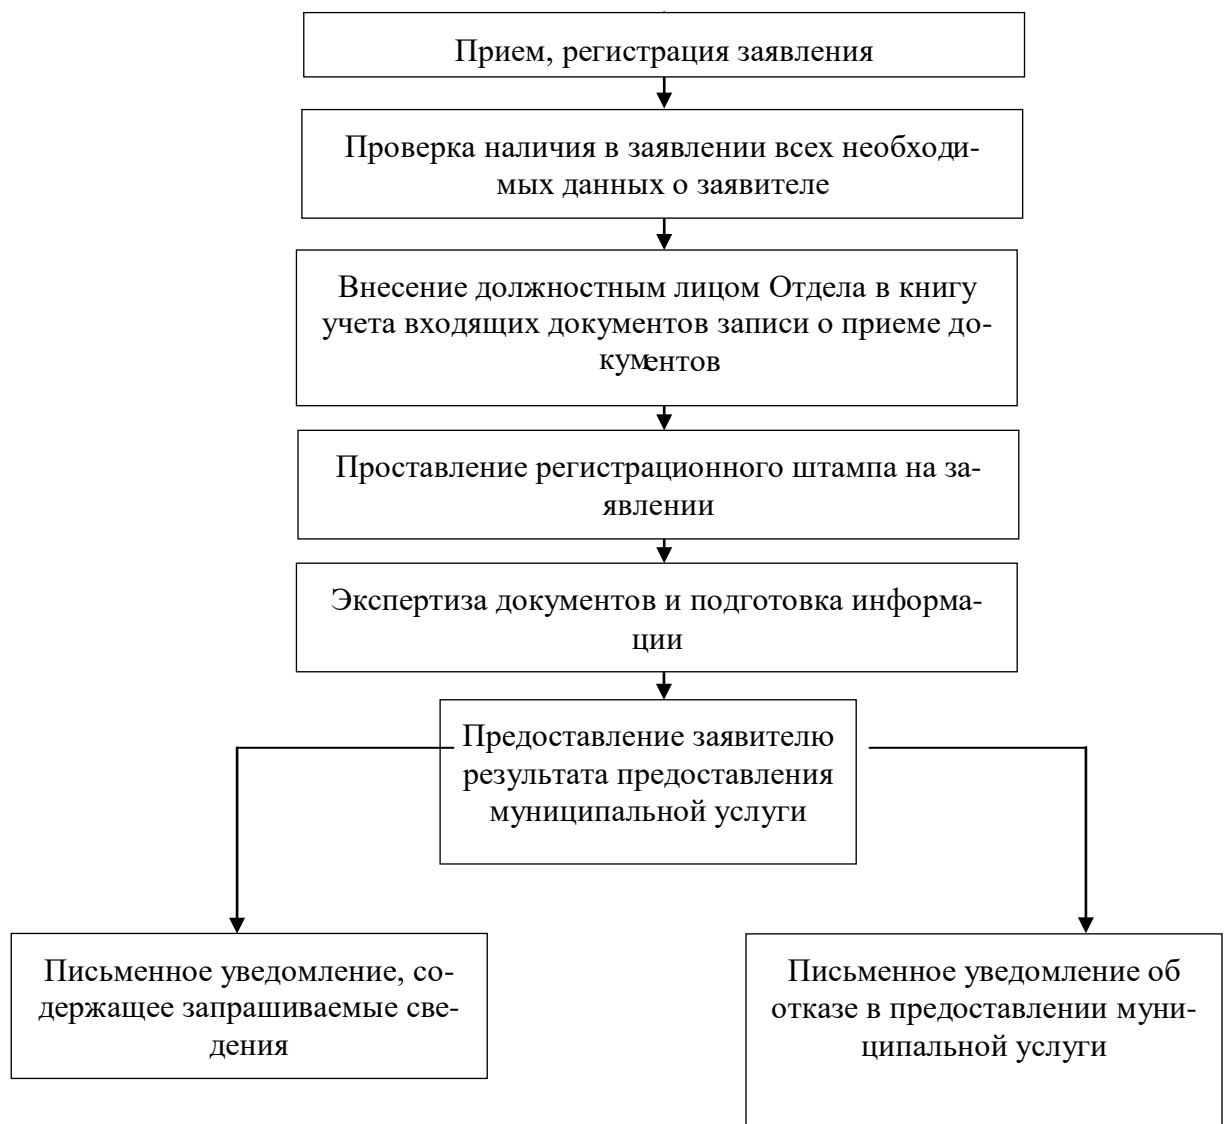 Прием, регистрация заявления
Проверка наличия в заявлении всех необходи-
мых данных о заявителе
Внесение должностным лицом Отдела в книгу
учета входящих документов записи о приеме до-
кументов
Проставление регистрационного штампа на за-
явлении
Экспертиза документов и подготовка информа-
ции
Предоставление заявителю
результата предоставления
муниципальной услуги
Письменное уведомление, со-
держащее запрашиваемые све-
дения
Письменное уведомление об
отказе в предоставлении муни-
ципальной услуги